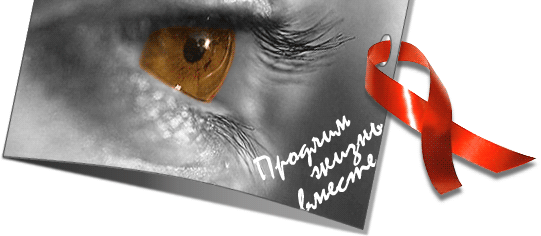 Продлим
жизнь
вместе